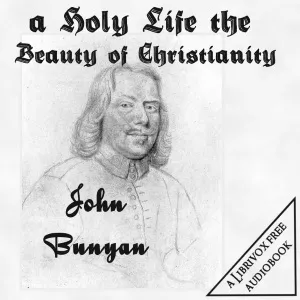 a Holy Life the
Beauty of Christianity
John
Bunyan
A LIBRIVOX FREE
AUDIOBOOK